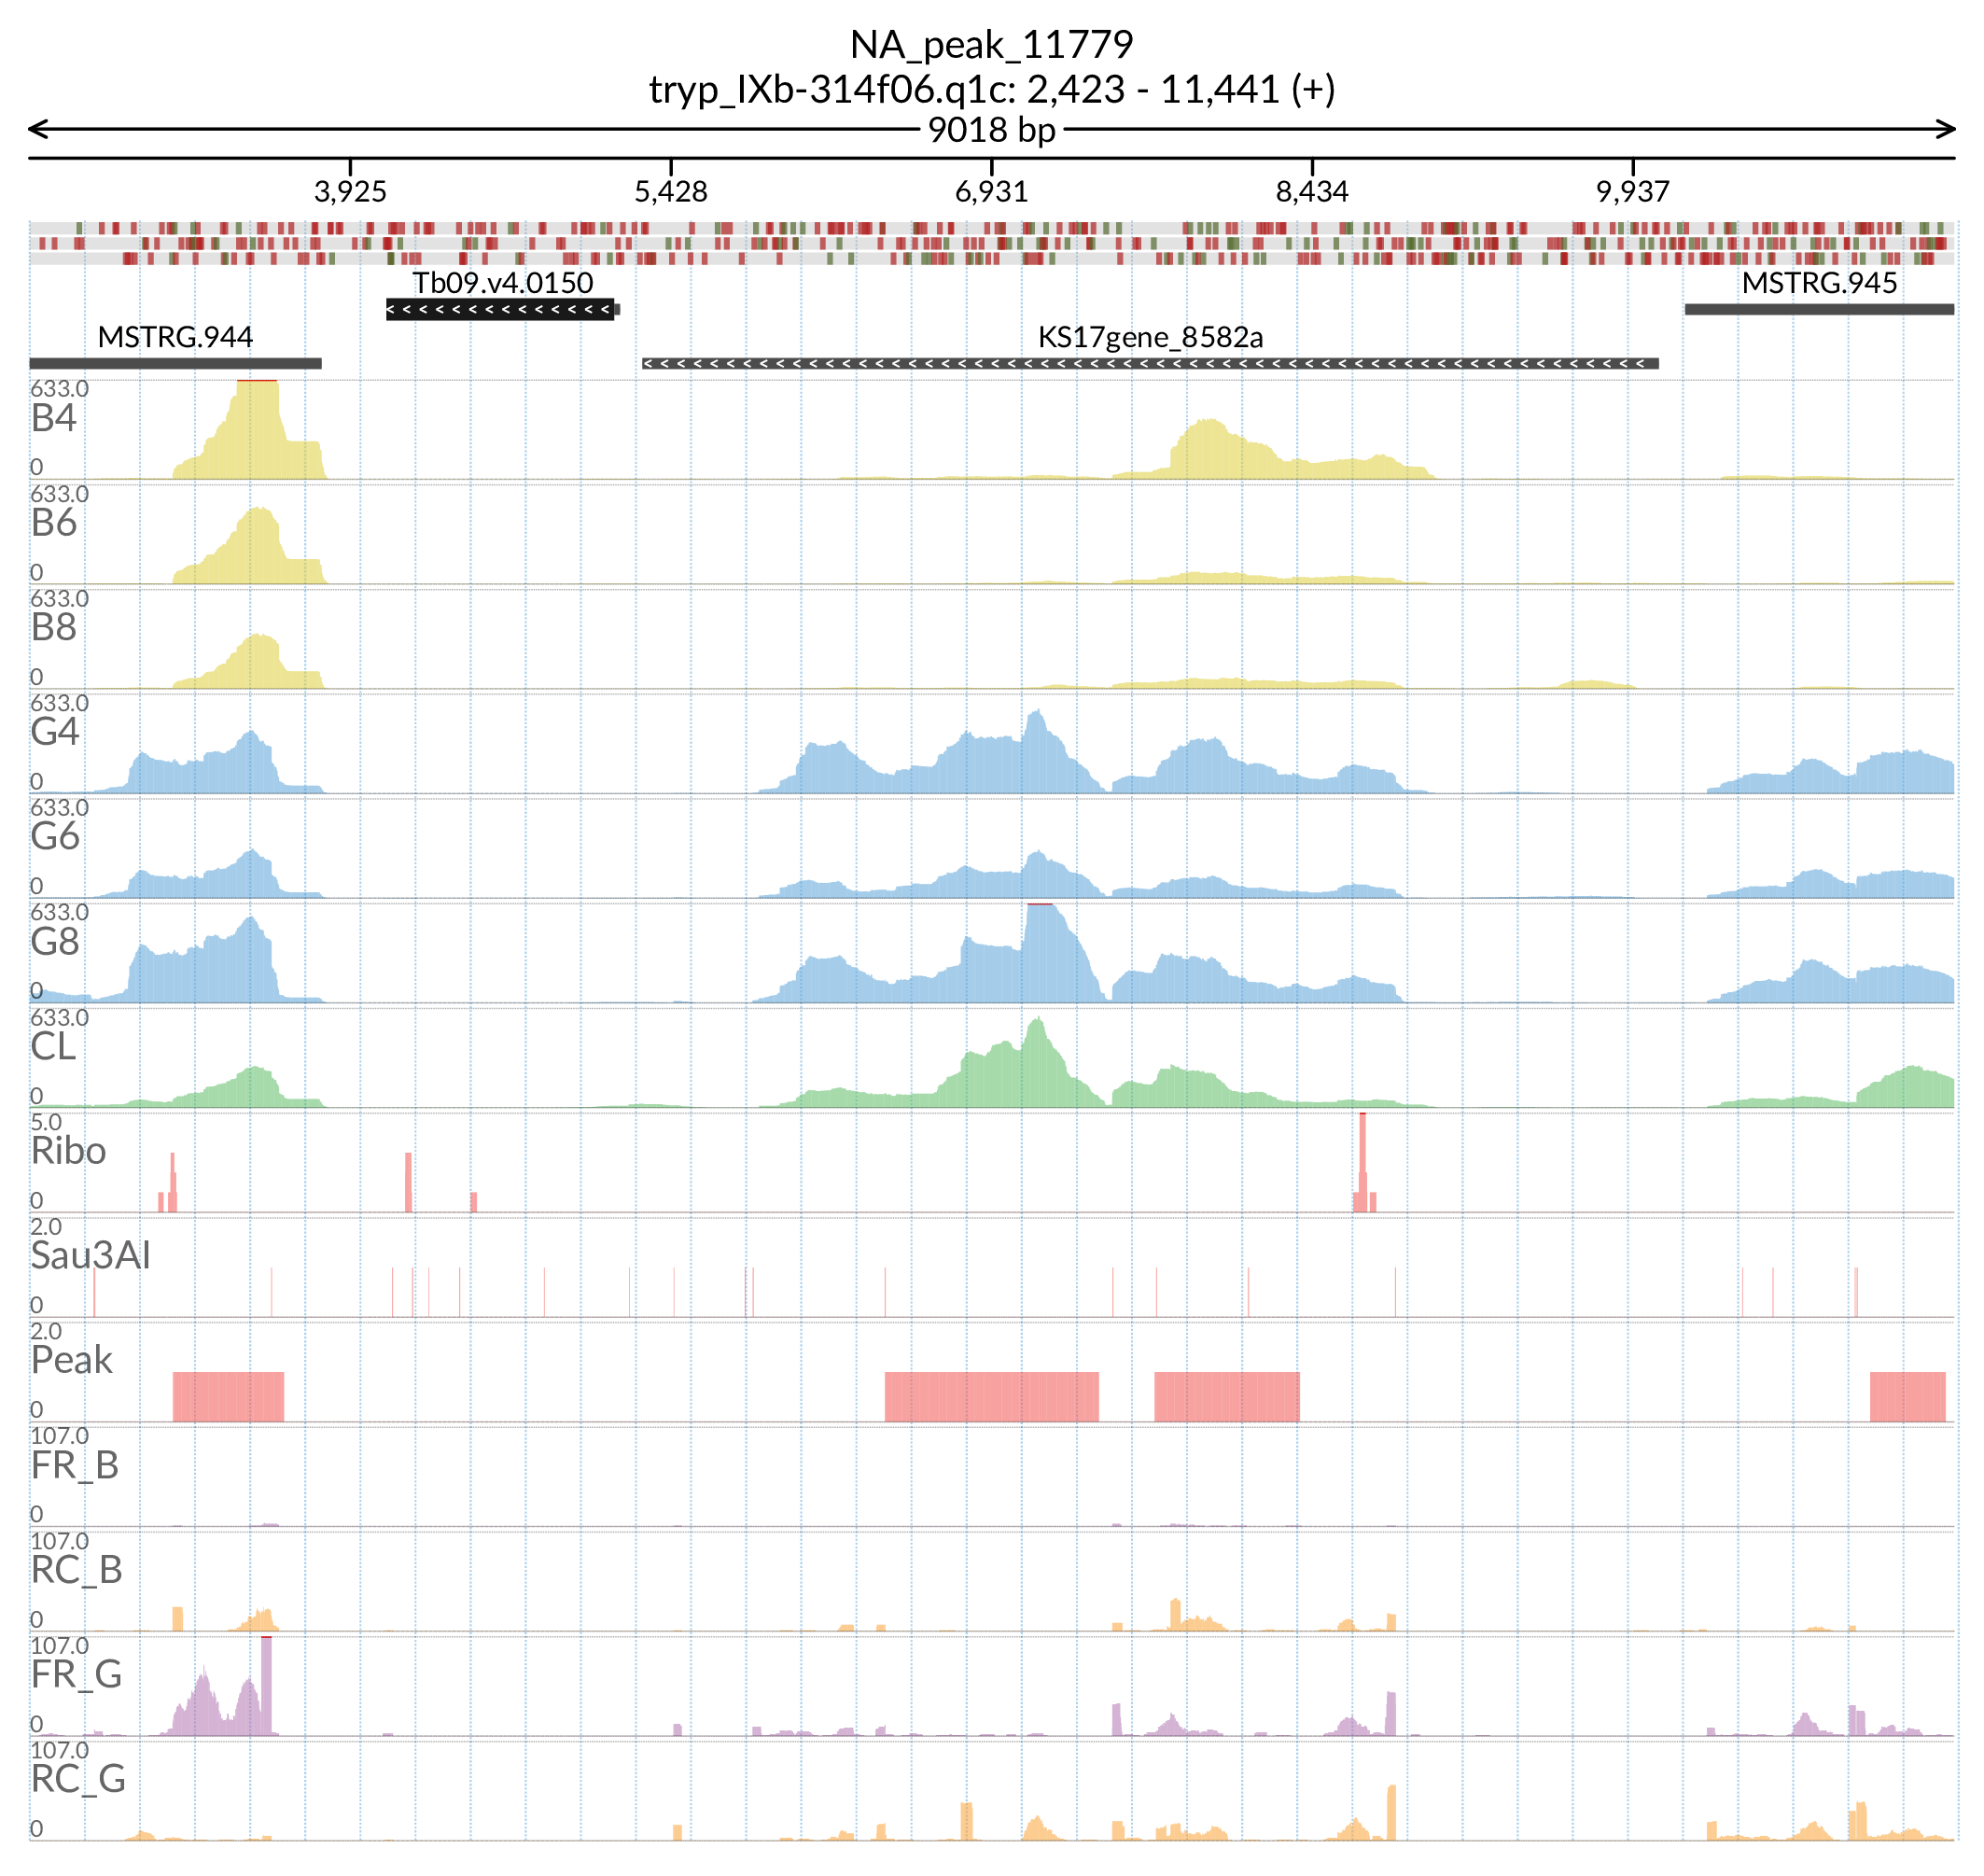 NA_peak_11779
tryp_IXb-314f06.q1c: 2,423 - 11,441 (+)
9018 bp
3,925 5,428 6,931 8,434 9,937
Tb09.v4.0150 MSTRG.945
MSTRG.944 KS17gene_8582a
633.0
B4
0
633.0
B6
0
633.0
B8
0
633.0
G4
0
633.0
G6
0
633.0
G8
0
633.0
CL
0
5.0
Ribo
0
2.0
Sau3AI
0
2.0
Peak
0
107.0
FR_B
0
107.0
RC_B
0
107.0
FR_G
0
107.0
RC_G
0